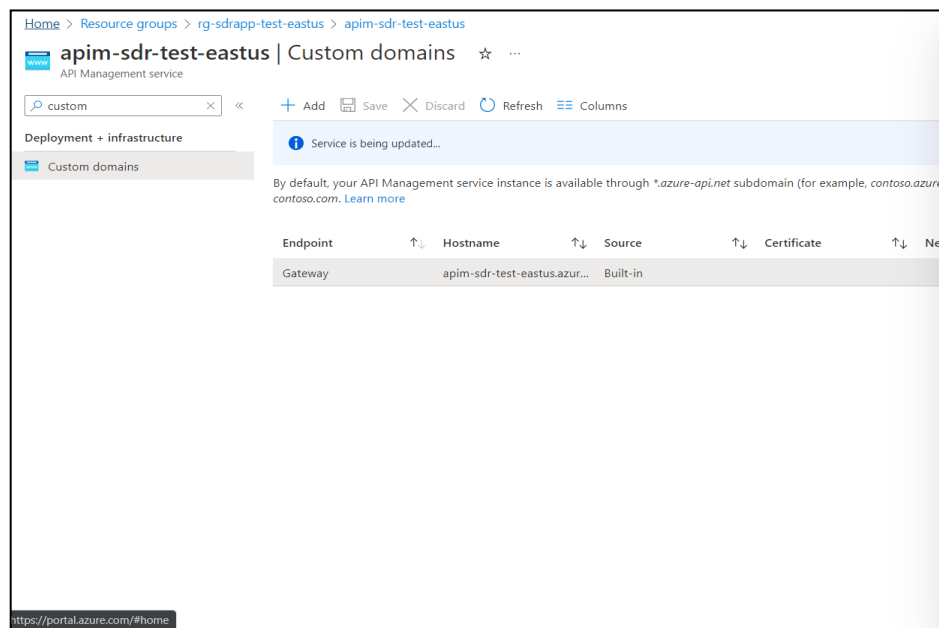 Home > Resource groups > rg-sdrapp-test-eastus > apim-sdr-test-eastus
apim-sdr-test-eastus | Custom domains
API Management service
custom
Add Save Discard Refresh Columns
Deployment + infrastructure
Custom domains
Service is being updated...
By default, your API Management service instance is available through *.azure-api.net subdomain (for example, contoso.azure
contoso.com. Learn more
Endpoint Hostname Source Certificate Ne
Gateway apim-sdr-test-eastus.azur... Built-in
https://portal.azure.com/#home